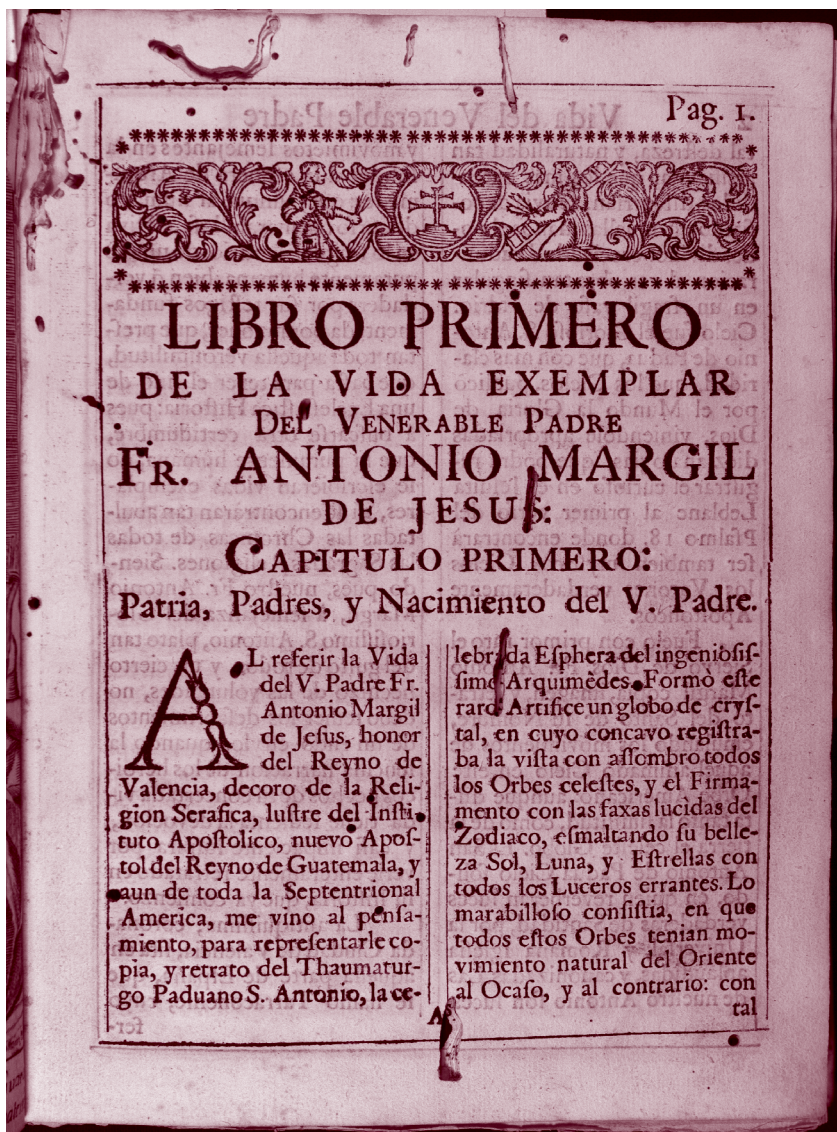 Pag. 1.
LIBRO PRIMERO
DE LA VIDA EXEMPLAR
DEL VENERABLE PADRE
FR. ANTONIO MARGIL
DE JESUS:
CAPITULO PRIMERO:
Patria, Padres, y Nacimiento del V. Padre.
AL referir la Vida
del V. Padre Fr.
Antonio Margil
de Jeſus, honor
del Reyno de
Valencia, decoro de la Reli-
gion Serafica, luſtre del Inſti-
tuto Apoſtolico, nuevo Apoſ-
tol del Reyno de Guatemala, y
aun de toda la Septentrional
America, me vino al penſa-
miento, para repreſentarle co-
pia, y retrato del Thaumatur-
go Paduano S. Antonio, la ce-
lebrada Eſphera del ingenioſiſ-
ſimo Arquimèdes. Formò eſte
raro Artifice un globo de cryſ-
tal, en cuyo concavo regiſtra-
ba la viſta con aſſombro todos
los Orbes celeſtes, y el Firma-
mento con las faxas lucidas del
Zodiaco, eſmaltando ſu belle-
za Sol, Luna, y Eſtrellas con
todos los Luceros errantes. Lo
marabilloſo conſiſtia, en que
todos eſtos Orbes tenian mo-
vimiento natural del Oriente
al Ocaſo, y al contrario: con
A
tal